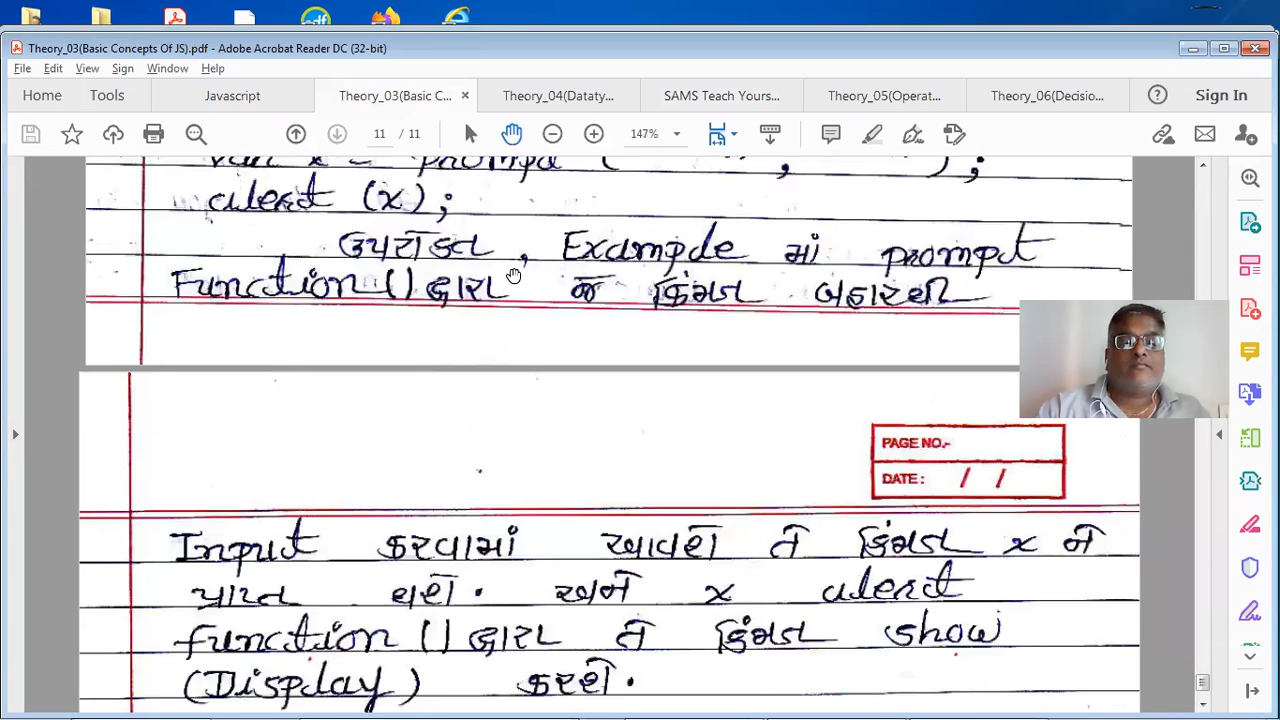 Theory_03(Basic Concepts Of JS).pdf - Adobe Acrobat Reader DC (32-bit)
File Edit View Sign Window Help
Home Tools Javascript Theory_03(Basic C... × Theory_04(Dataty... SAMS Teach Yours... Theory_05(Operat... Theory_06(Decisio... Sign In
11 / 11 147%
alert (x);
ઉપરોક્ત , Example માં prompt
Function () દ્વારા જે કિંમત બહારથી
PAGE NO.-
DATE : / /
Input કરવામાં આવશે તે કિંમત x ને
પ્રાપ્ત થશે. અને x alert
function () દ્વારા તે કિંમત show
(Display) કરશે.